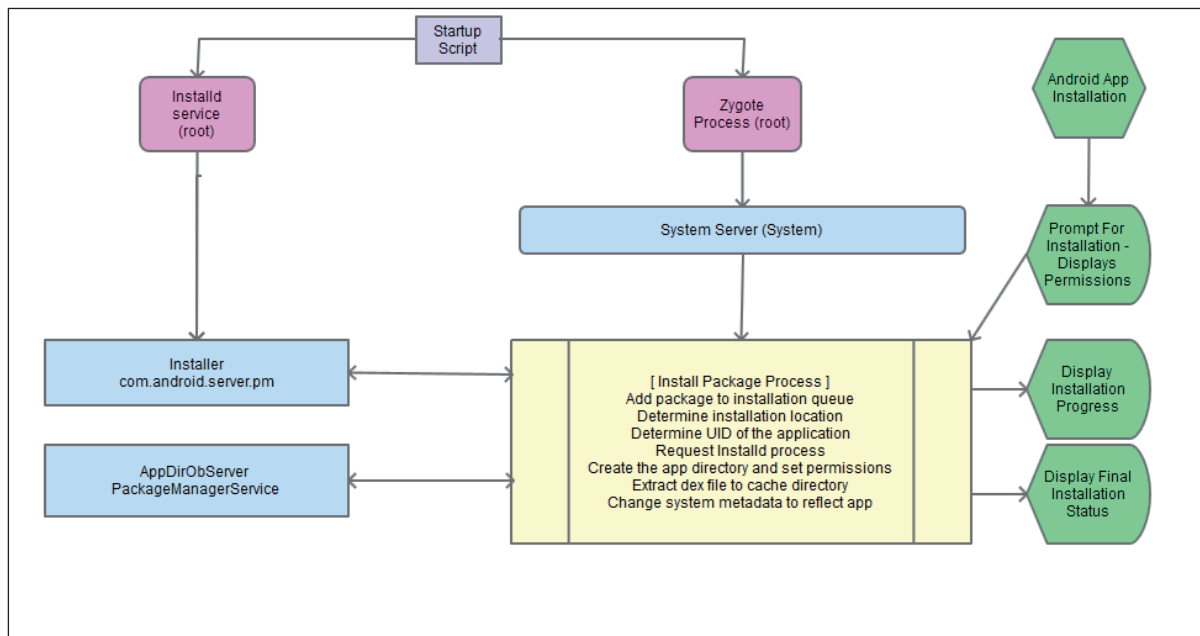 Startup
Script
Installd
service
(root)
Zygote
Process (root)
Android App
Installation
System Server (System)
Prompt For
Installation -
Displays
Permissions
Installer
com.android.server.pm
[ Install Package Process ]
Add package to installation queue
Determine installation location
Determine UID of the application
Request Installd process
Create the app directory and set permissions
Extract dex file to cache directory
Change system metadata to reflect app
Display
Installation
Progress
AppDirObServer
PackageManagerService
Display Final
Installation
Status